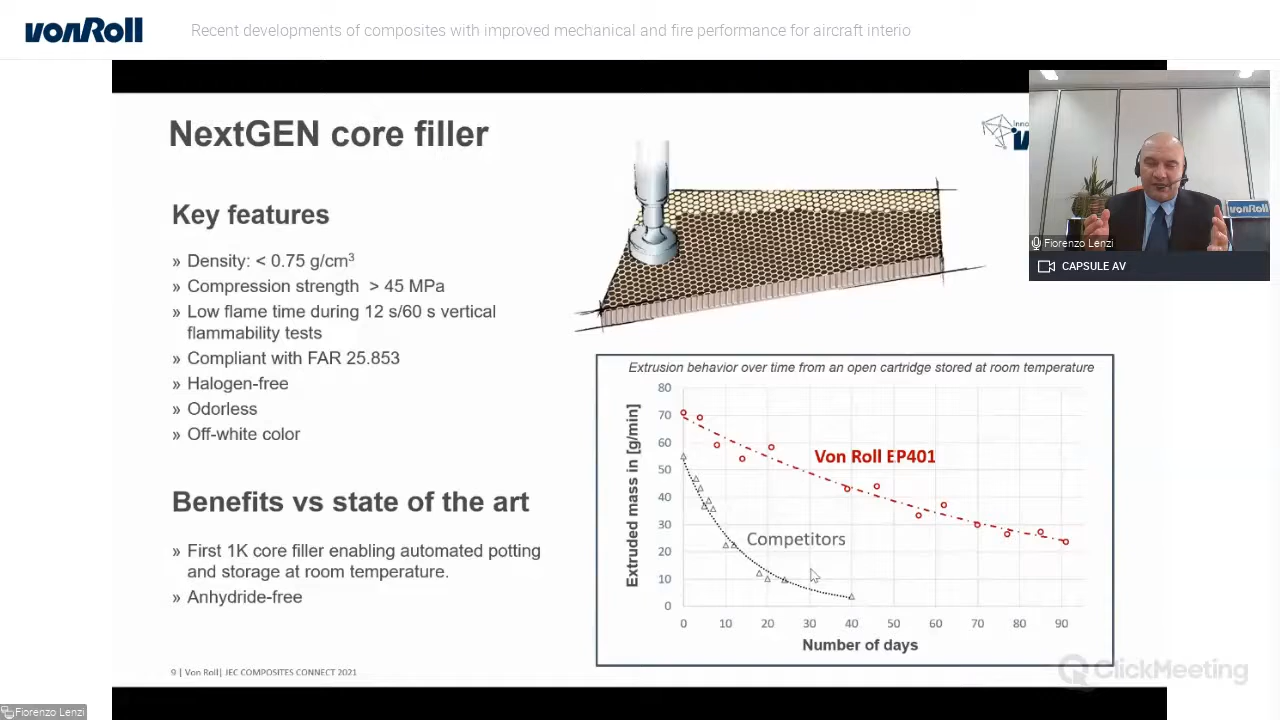 vonRoll
Recent developments of composites with improved mechanical and fire performance for aircraft interio
NextGEN core filler
Key features
» Density: < 0.75 g/cm³
» Compression strength > 45 MPa
» Low flame time during 12 s/60 s vertical
flammability tests
» Compliant with FAR 25.853
» Halogen-free
» Odorless
» Off-white color
Benefits vs state of the art
» First 1K core filler enabling automated potting
and storage at room temperature.
» Anhydride-free
9 | Von Roll| JEC COMPOSITES CONNECT 2021
vonRoll
Fiorenzo Lenzi
CAPSULE AV
Extrusion behavior over time from an open cartridge stored at room temperature
Extruded mass in [g/min]
80
70
60
50
40
30
20
10
0
Von Roll EP401
Competitors
0 10 20 30 40 50 60 70 80 90
Number of days
ClickMeeting
Fiorenzo Lenzi